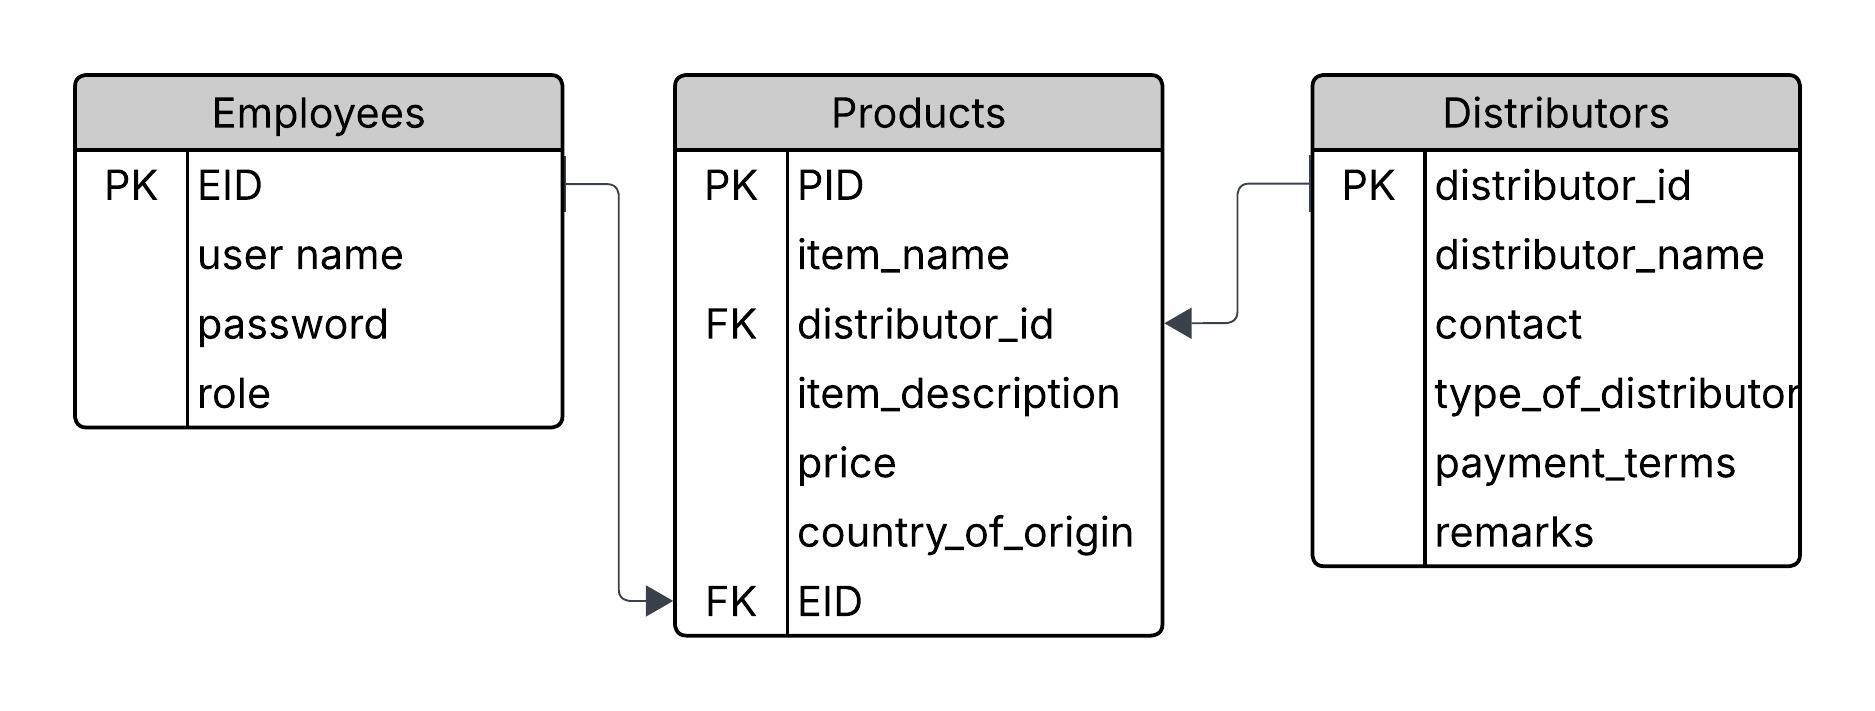 Employees
PK EID
user name
password
role
Products
PK PID
item_name
FK distributor_id
item_description
price
country_of_origin
FK EID
Distributors
PK distributor_id
distributor_name
contact
type_of_distributor
payment_terms
remarks